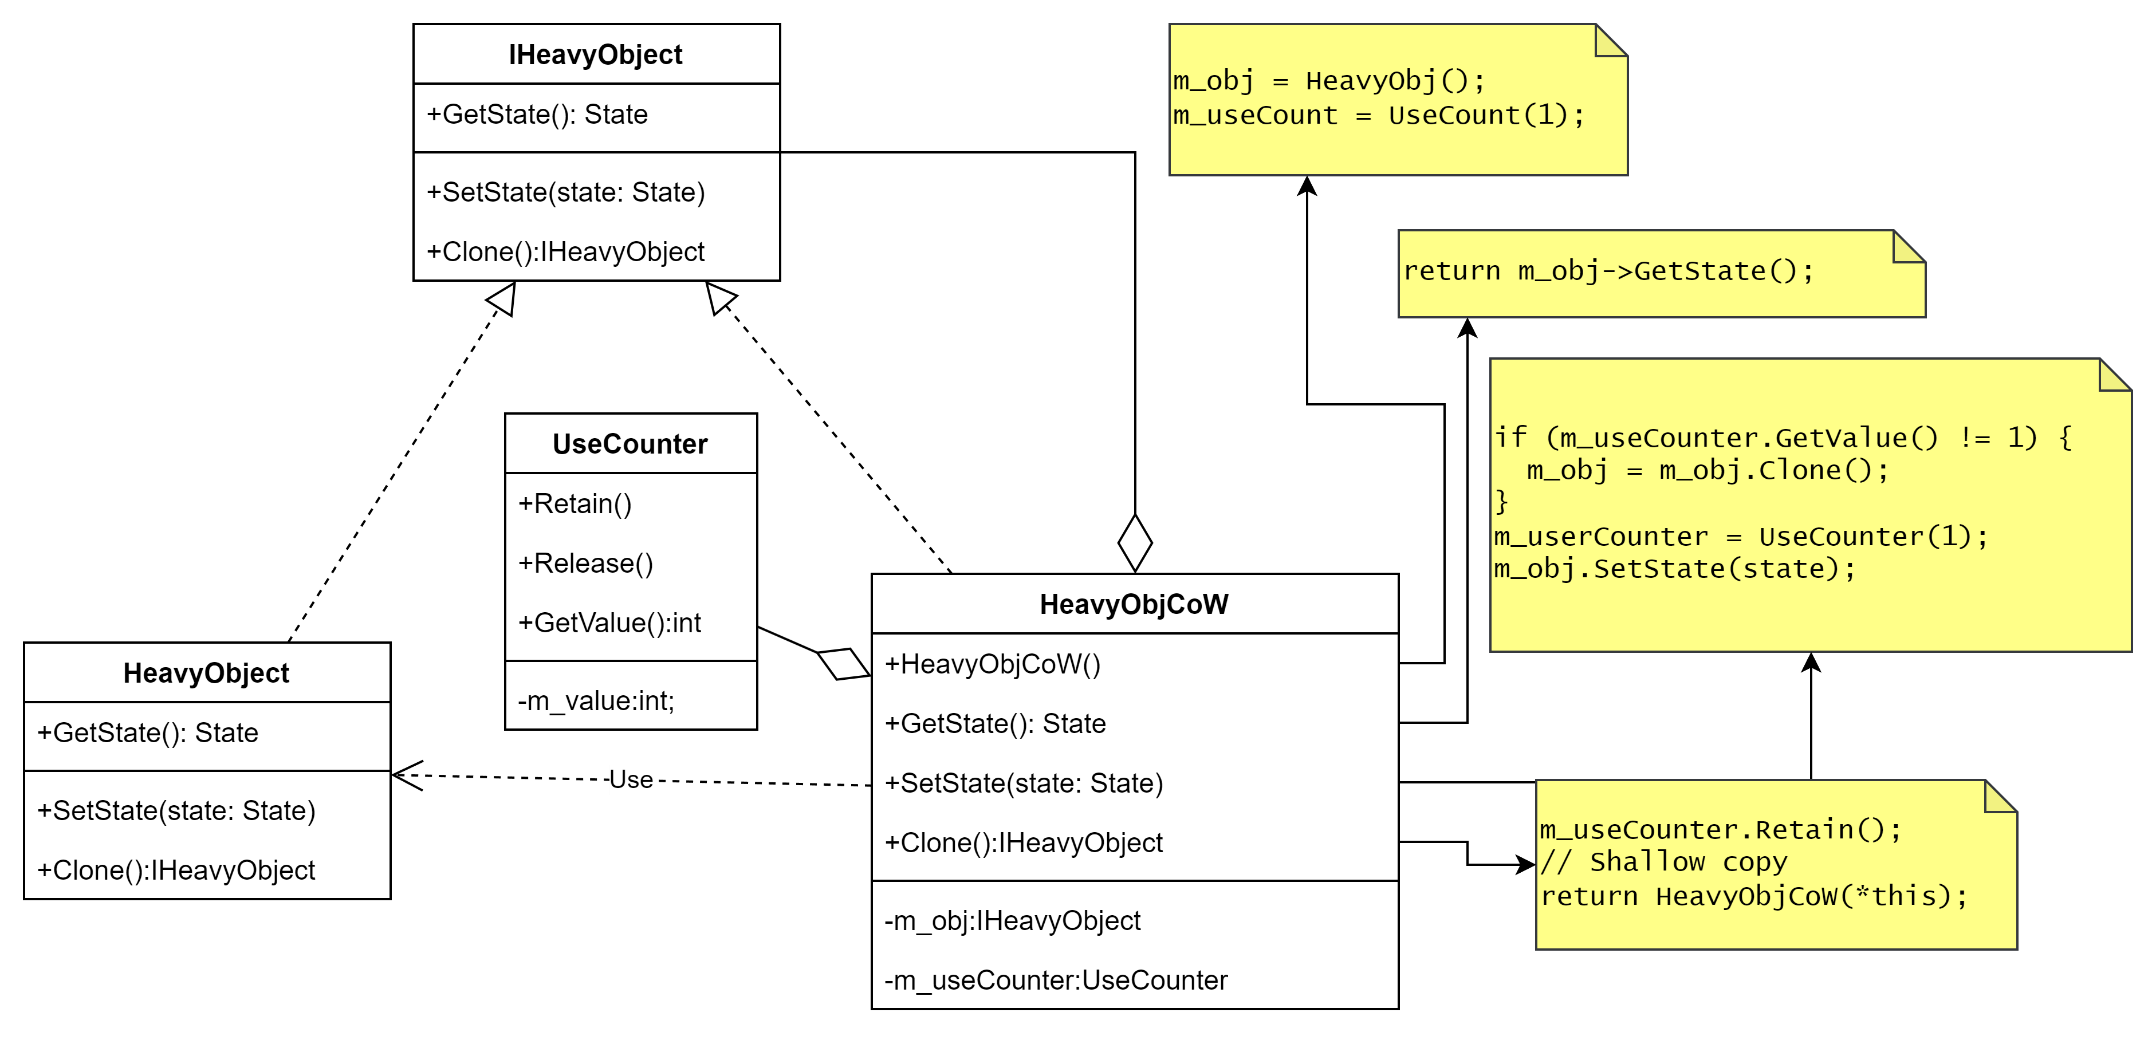 IHeavyObject
+GetState(): State
+SetState(state: State)
+Clone():IHeavyObject
m_obj = HeavyObj();
m_useCount = UseCount(1);
return m_obj->GetState();
if (m_useCounter.GetValue() != 1) {
m_obj = m_obj.Clone();
}
m_userCounter = UseCounter(1);
m_obj.SetState(state);
UseCounter
+Retain()
+Release()
+GetValue():int
-m_value:int;
HeavyObject
+GetState(): State
+SetState(state: State)
+Clone():IHeavyObject
Use
HeavyObjCoW
+HeavyObjCoW()
+GetState(): State
+SetState(state: State)
+Clone():IHeavyObject
-m_obj:IHeavyObject
-m_useCounter:UseCounter
m_useCounter.Retain();
// Shallow copy
return HeavyObjCoW(*this);